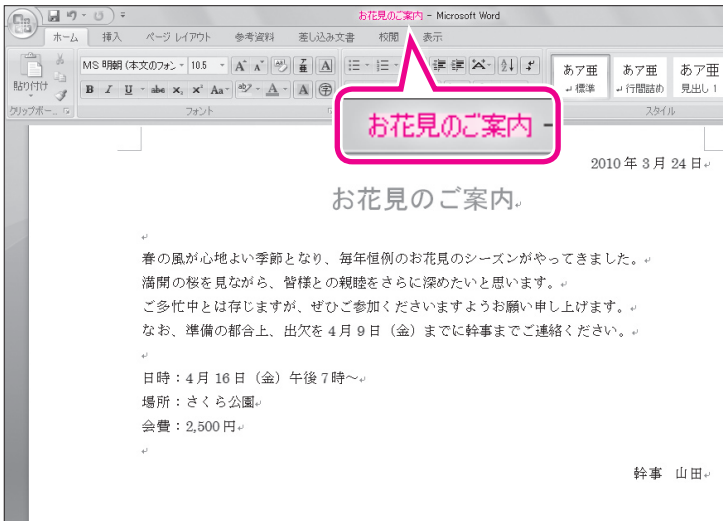 お花見のご案内 - Microsoft Word
ホーム 挿入 ページ レイアウト 参考資料 差し込み文書 校閲 表示
貼り付け
MS 明朝 (本文のフォン 10.5
B I U abc x₂ x² Aa
あア亜 あア亜 あア亜
標準 行間詰め 見出し 1
クリップボー... フォント スタイル
お花見のご案内 -
2010 年 3 月 24 日
お花見のご案内
春の風が心地よい季節となり、毎年恒例のお花見のシーズンがやってきました。
満開の桜を見ながら、皆様との親睦をさらに深めたいと思います。
ご多忙中とは存じますが、ぜひご参加くださいますようお願い申し上げます。
なお、準備の都合上、出欠を 4 月 9 日（金）までに幹事までご連絡ください。
日時：4 月 16 日（金）午後 7 時～
場所：さくら公園
会費：2,500 円
幹事　山田